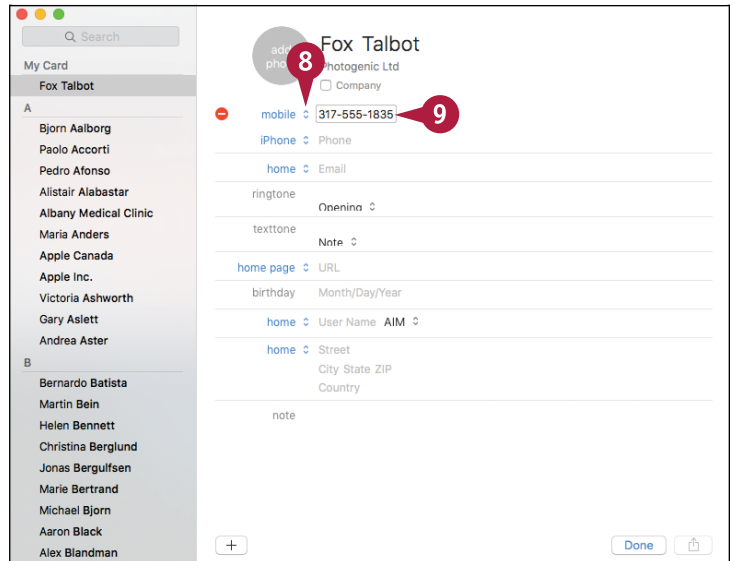 Search
My Card
Fox Talbot
A
Bjorn Aalborg
Paolo Accorti
Pedro Afonso
Alistair Alabastar
Albany Medical Clinic
Maria Anders
Apple Canada
Apple Inc.
Victoria Ashworth
Gary Aslett
Andrea Aster
B
Bernardo Batista
Martin Bein
Helen Bennett
Christina Berglund
Jonas Bergulfsen
Marie Bertrand
Michael Bjorn
Aaron Black
Alex Blandman
add
pho
8
Fox Talbot
Photogenic Ltd
Company
mobile 317-555-1835 9
iPhone Phone
home Email
ringtone
Opening
texttone
Note
home page URL
birthday Month/Day/Year
home User Name AIM
home Street
City State ZIP
Country
note
+ Done